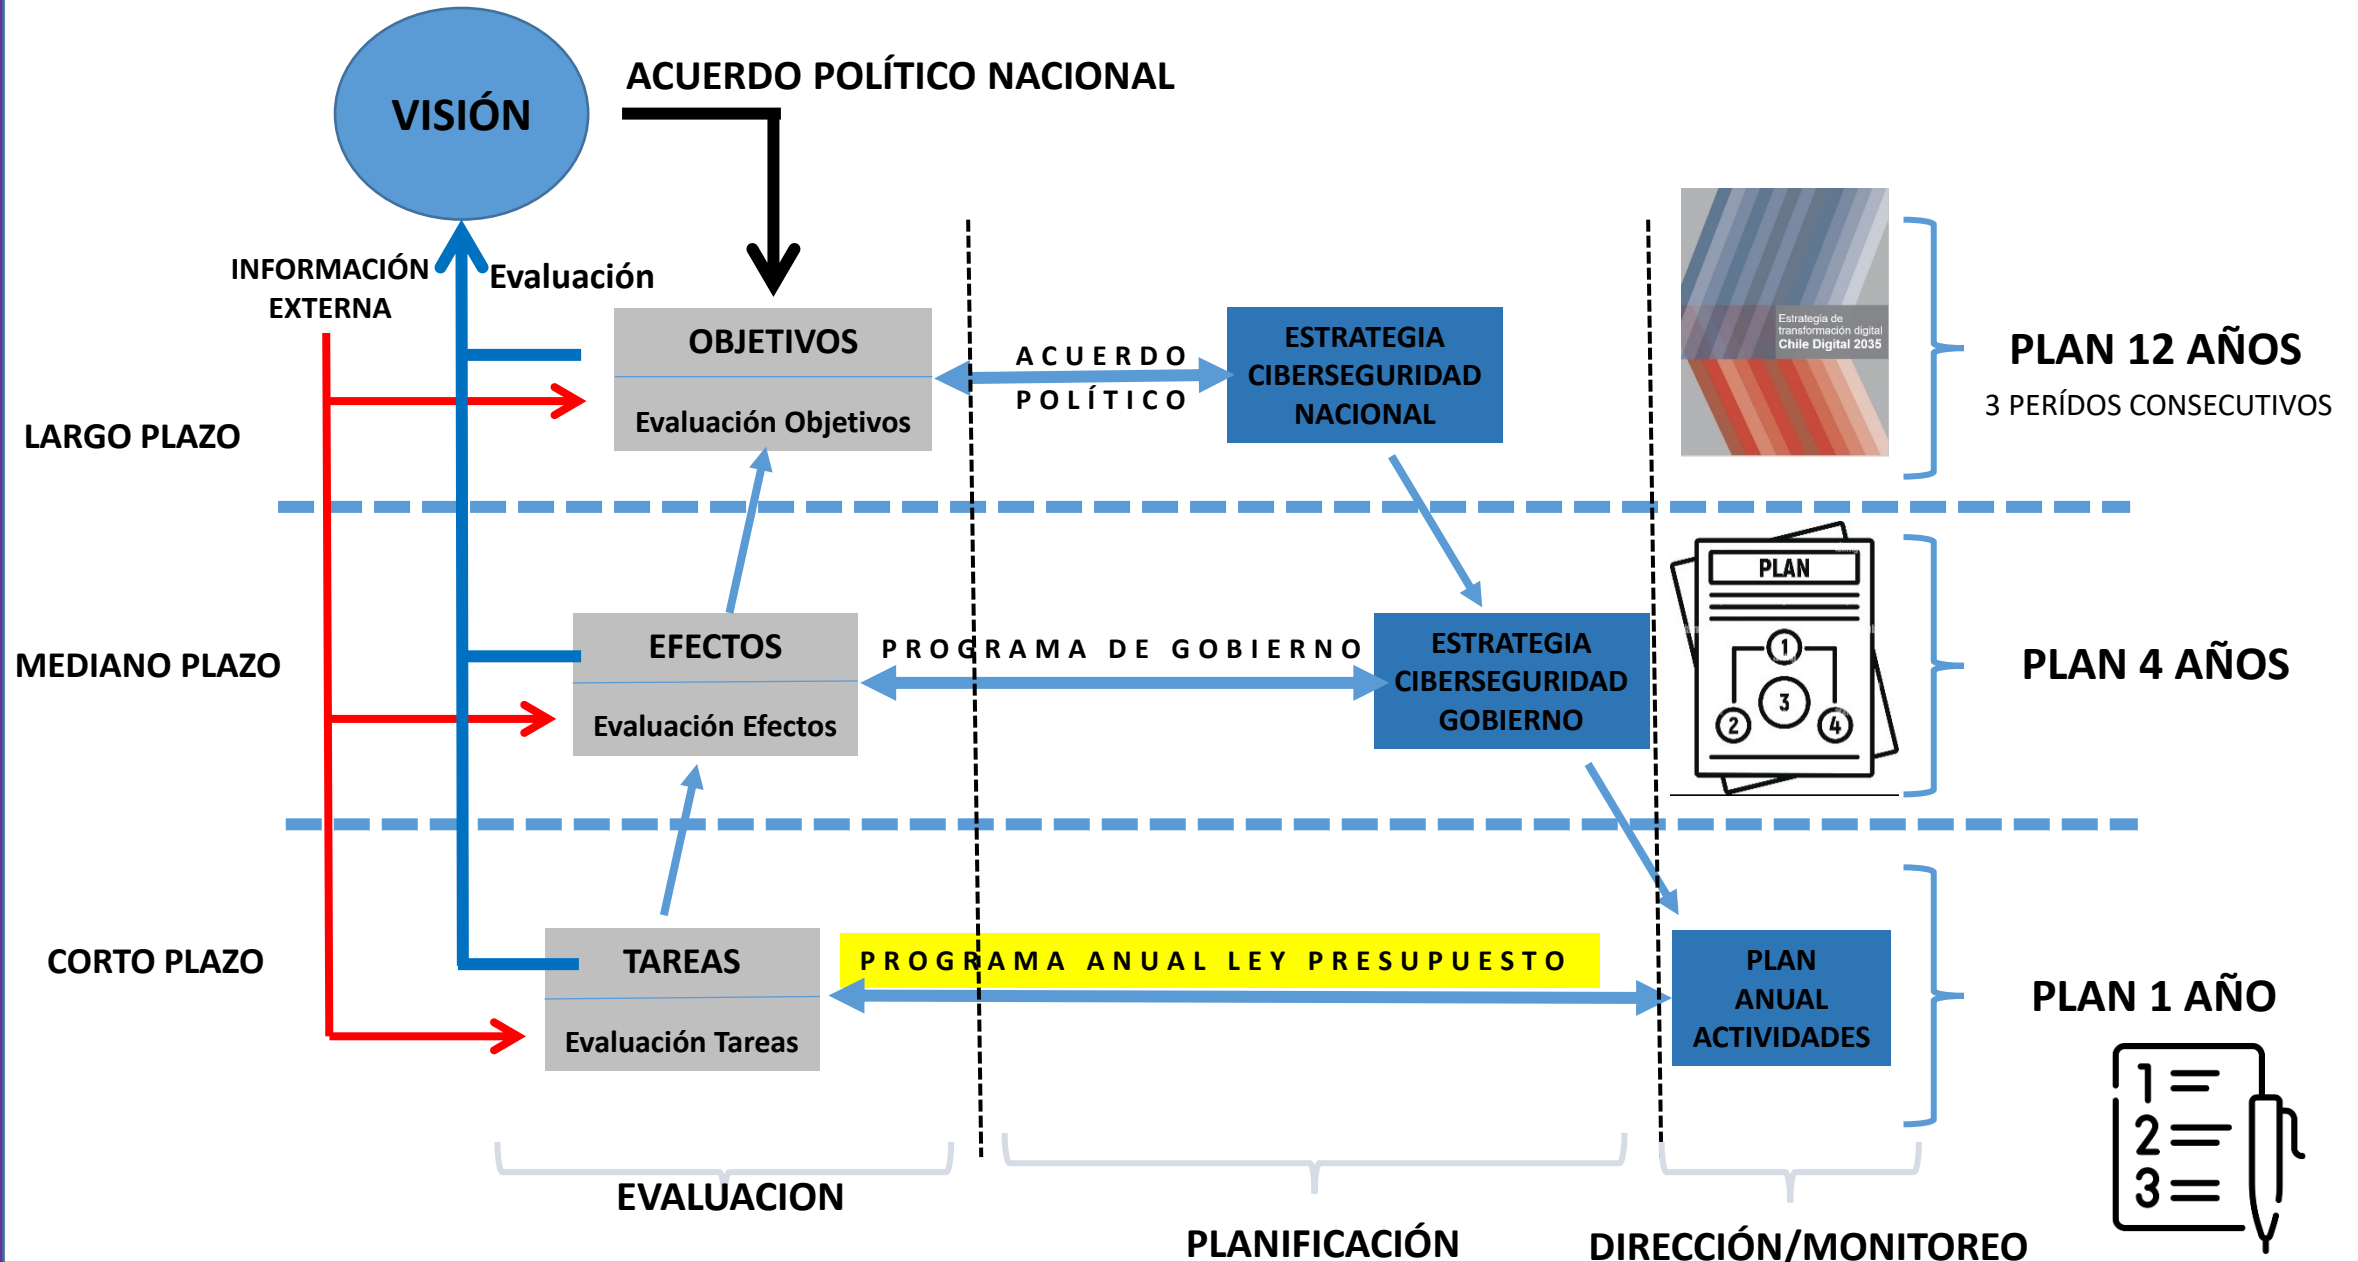 VISIÓN
ACUERDO POLÍTICO NACIONAL
INFORMACIÓN
EXTERNA
Evaluación
OBJETIVOS
Evaluación Objetivos
ACUERDO
POLÍTICO
ESTRATEGIA
CIBERSEGURIDAD
NACIONAL
Estrategia de
transformación digital
Chile Digital 2035
PLAN 12 AÑOS
3 PERÍDOS CONSECUTIVOS
LARGO PLAZO
MEDIANO PLAZO
EFECTOS
Evaluación Efectos
PROGRAMA DE GOBIERNO
ESTRATEGIA
CIBERSEGURIDAD
GOBIERNO
PLAN
1
2
3
4
PLAN 4 AÑOS
CORTO PLAZO
TAREAS
Evaluación Tareas
PROGRAMA ANUAL LEY PRESUPUESTO
PLAN
ANUAL
ACTIVIDADES
PLAN 1 AÑO
1
2
3
EVALUACION
PLANIFICACIÓN
DIRECCIÓN/MONITOREO